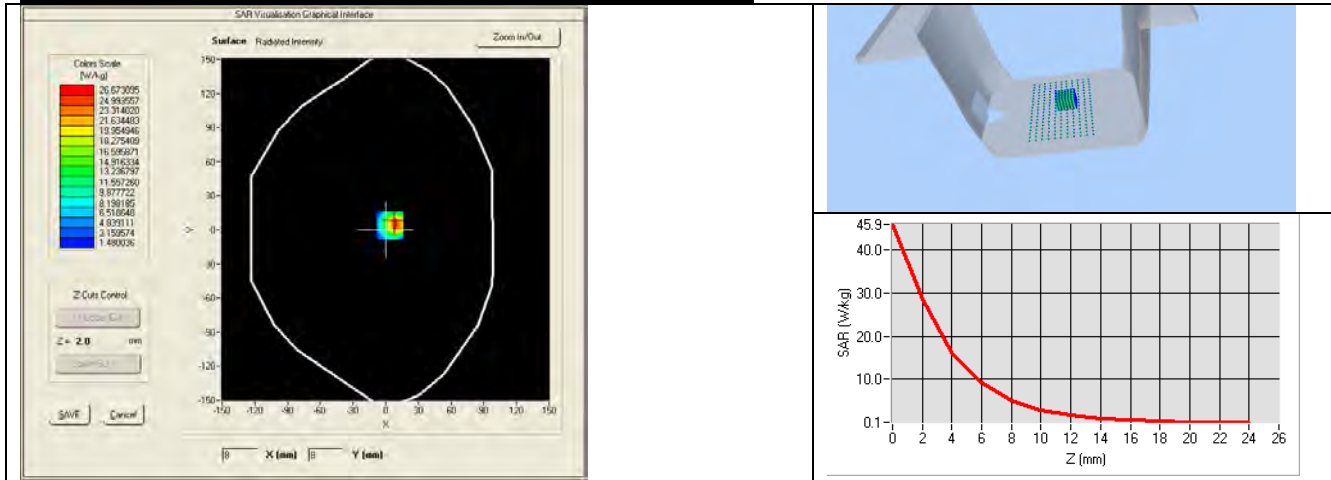 SAR Visualisation Graphical Interface
Surface Radiated Intensity
Zoom In/Out
Colors Scale
(W/kg)
26.673095
24.993557
23.314020
21.634483
19.954946
18.275409
16.595871
14.916334
13.236797
11.557260
9.877722
8.198185
6.518648
4.839111
3.159574
1.480036
150-
120-
90-
60-
30-
0-
-30-
-60-
-90-
-120-
-150-
Y
-150 -120 -90 -60 -30 0 30 60 90 120 150
X
Z Cuts Control
Z = 2.0 mm
SAVE
Cancel
8 X (mm) 8 Y (mm)
45.9-
40.0-
30.0-
20.0-
10.0-
0.1-
SAR (W/kg)
0 2 4 6 8 10 12 14 16 18 20 22 24 26
Z (mm)